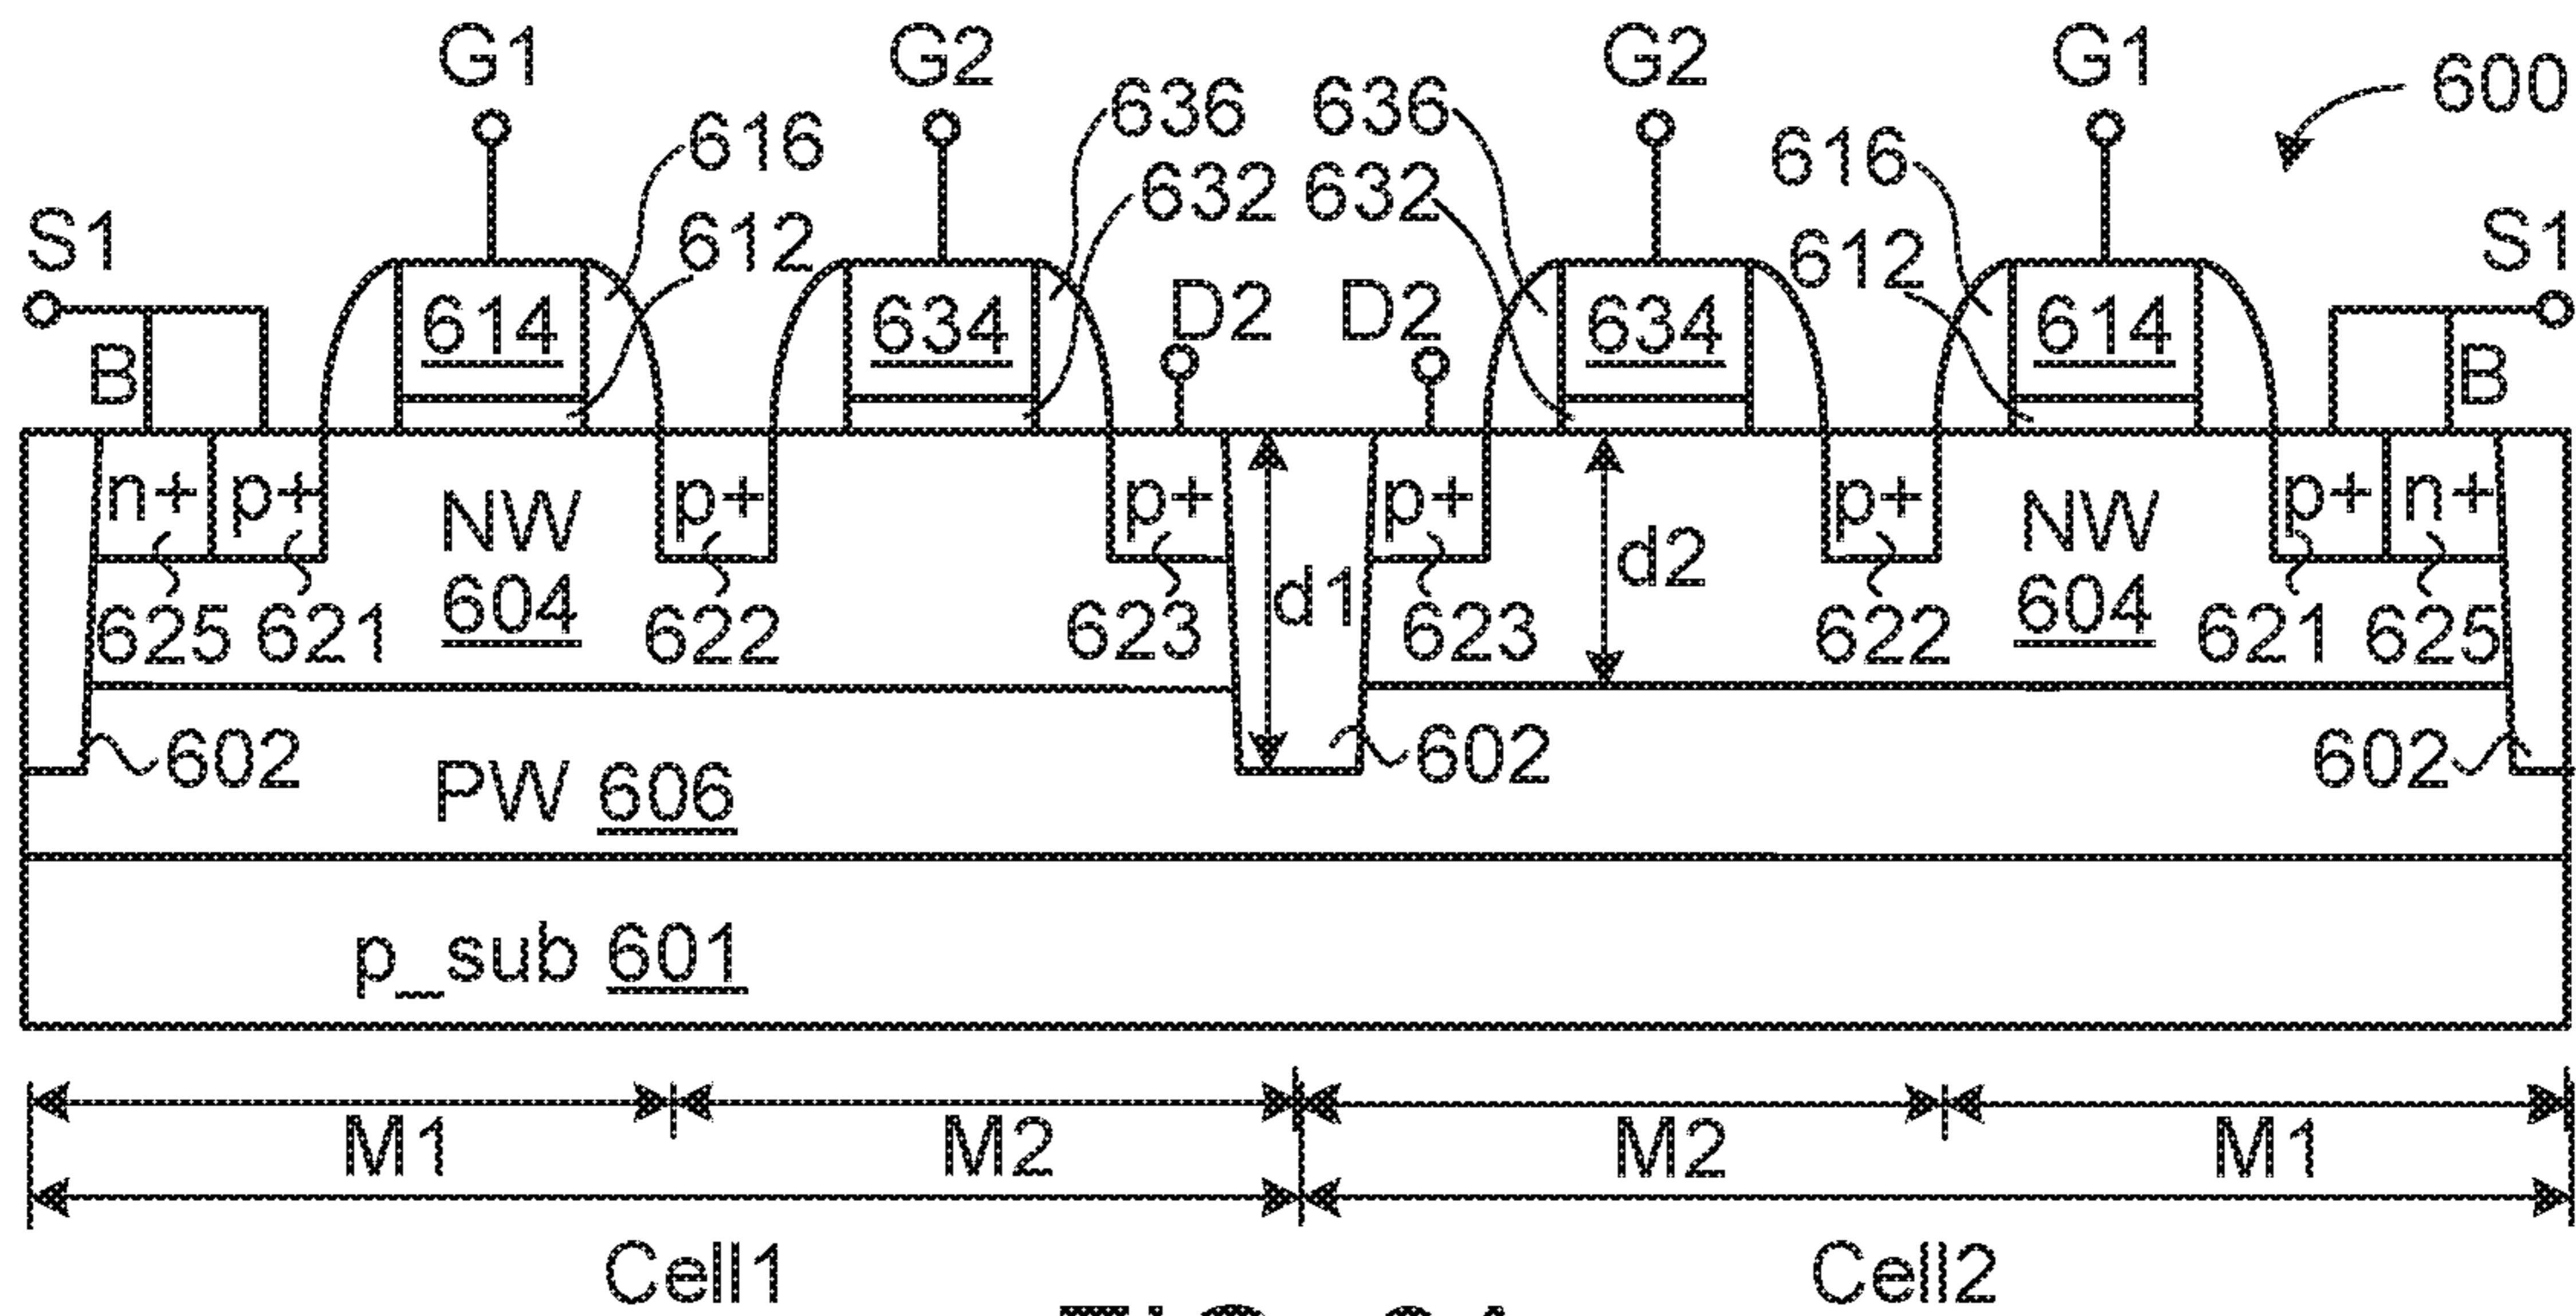 G1 G2 G2 G1 600
636 636
616 616
632 632
S1 612 612 S1
D2 D2
614 634 634 614
B B
n+ p+ NW p+ p+ p+ p+ NW p+ n+
d1 d2
604 604
625 621 622 623 623 622 621 625
602 602 602
PW 606
p_sub 601
M1 M2 M2 M1
Cell1 Cell2